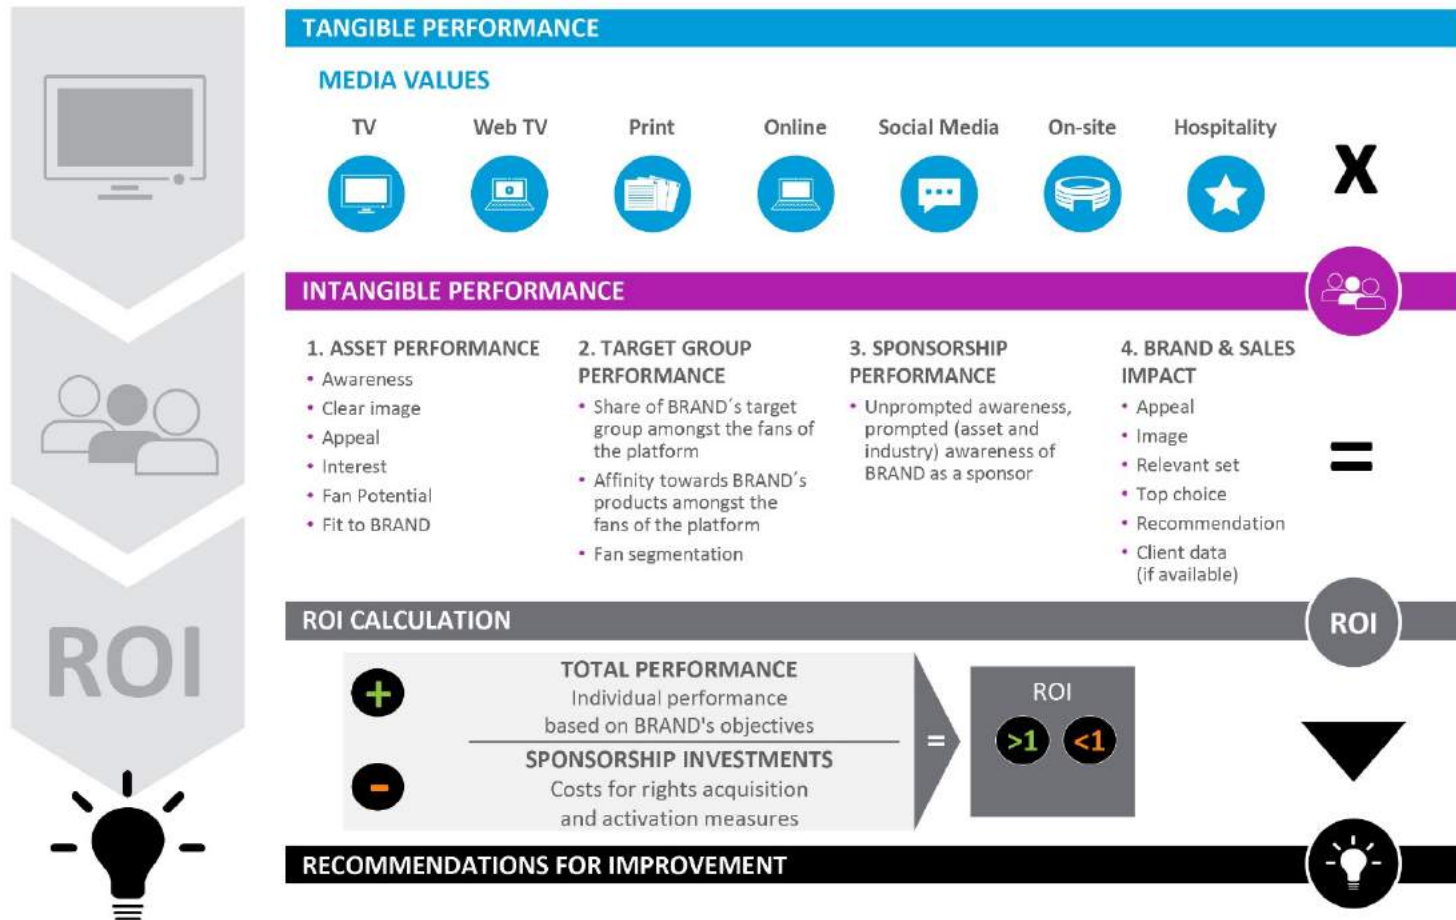 TANGIBLE PERFORMANCE
MEDIA VALUES
TV
Web TV
Print
Online
Social Media
On-site
Hospitality
X
INTANGIBLE PERFORMANCE
1. ASSET PERFORMANCE
• Awareness
• Clear image
• Appeal
• Interest
• Fan Potential
• Fit to BRAND
2. TARGET GROUP
PERFORMANCE
• Share of BRAND´s target
group amongst the fans of
the platform
• Affinity towards BRAND´s
products amongst the
fans of the platform
• Fan segmentation
3. SPONSORSHIP
PERFORMANCE
• Unprompted awareness,
prompted (asset and
industry) awareness of
BRAND as a sponsor
4. BRAND & SALES
IMPACT
• Appeal
• Image
• Relevant set
• Top choice
• Recommendation
• Client data
(if available)
=
ROI
ROI CALCULATION
ROI
+
TOTAL PERFORMANCE
Individual performance
based on BRAND's objectives
-
SPONSORSHIP INVESTMENTS
Costs for rights acquisition
and activation measures
=
ROI
>1 <1
RECOMMENDATIONS FOR IMPROVEMENT